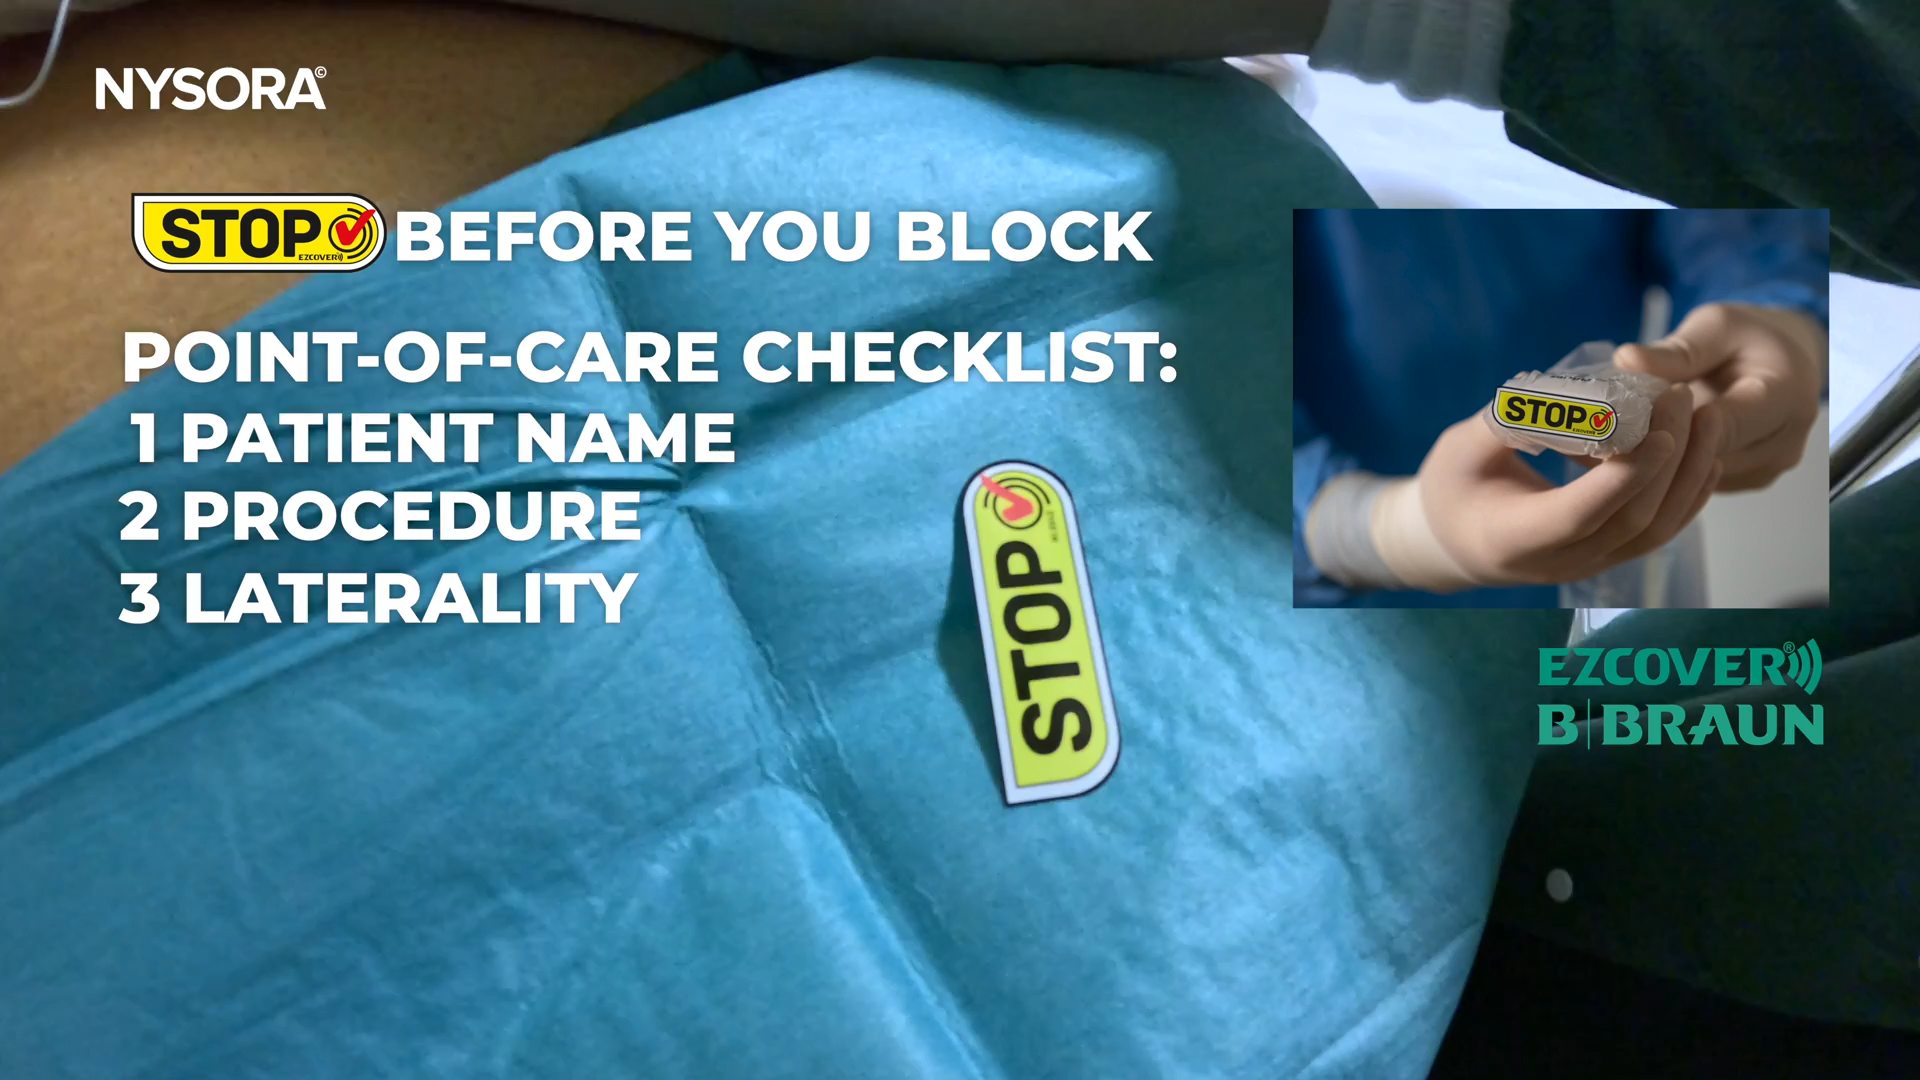 NYSORA©
STOP EZCOVER BEFORE YOU BLOCK
POINT-OF-CARE CHECKLIST:
1 PATIENT NAME
2 PROCEDURE
3 LATERALITY
STOP
STOP
EZCOVER®
B|BRAUN